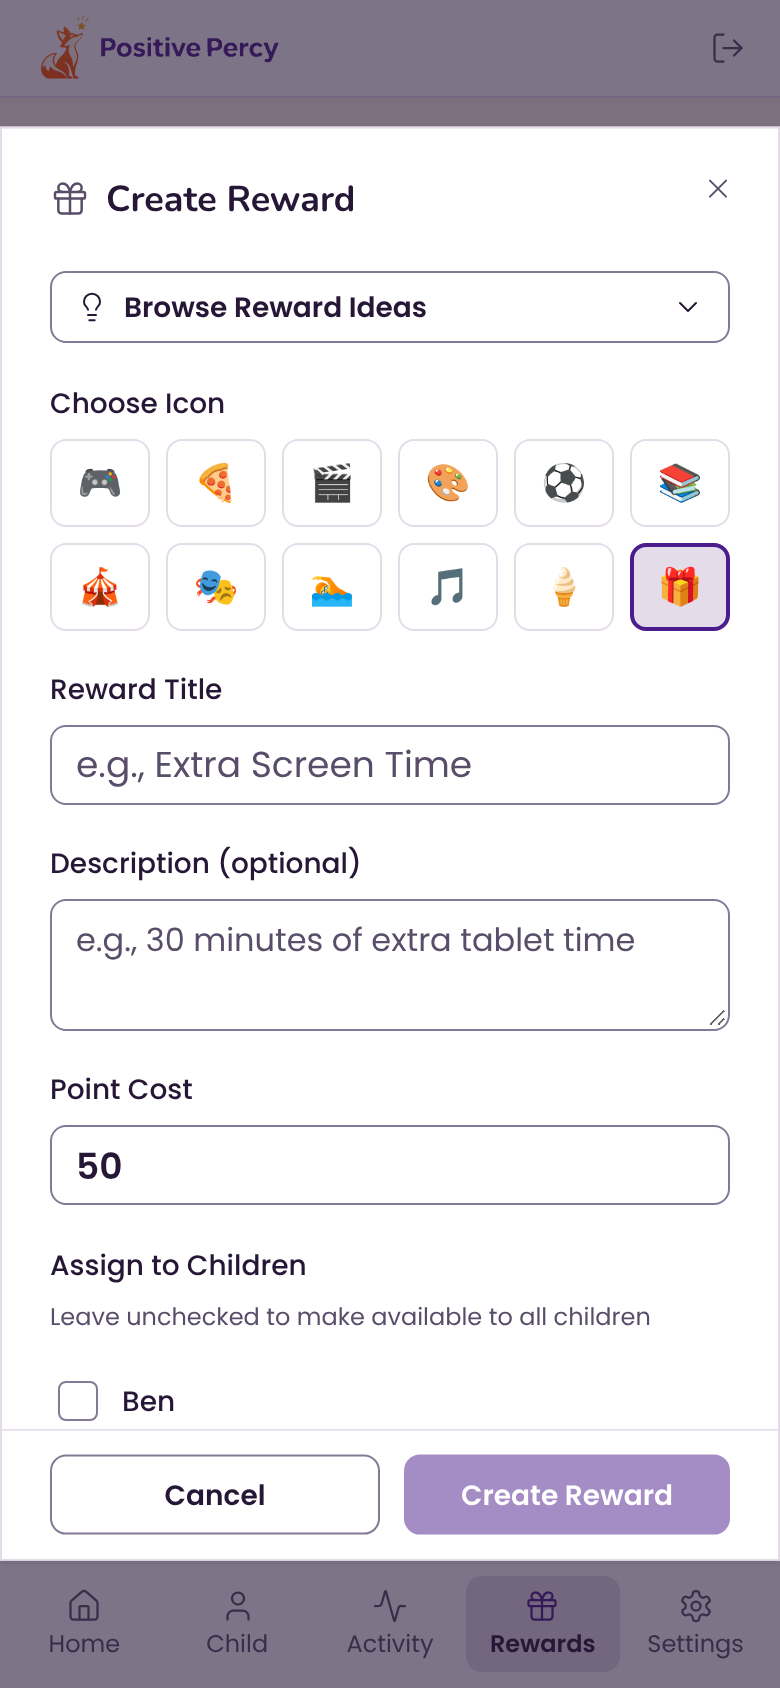 Positive Percy
Create Reward
Browse Reward Ideas
Choose Icon
Reward Title
e.g., Extra Screen Time
Description (optional)
e.g., 30 minutes of extra tablet time
Point Cost
50
Assign to Children
Leave unchecked to make available to all children
Ben
Cancel Create Reward
Home Child Activity Rewards Settings